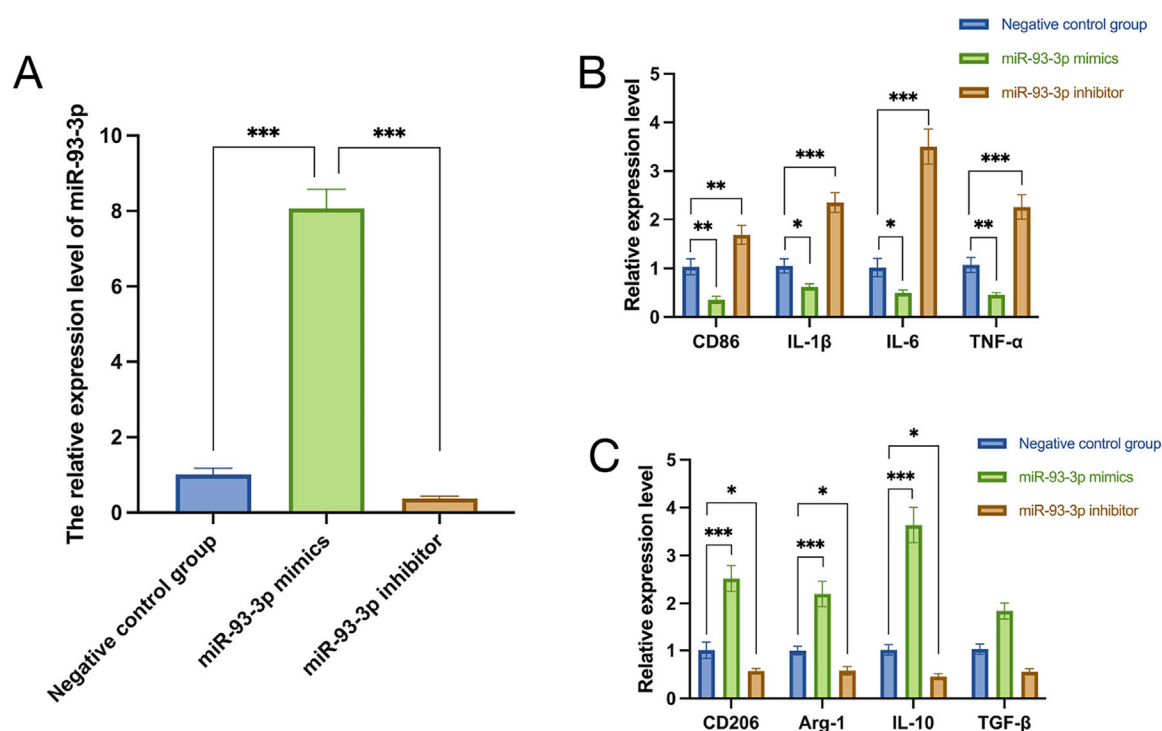 A
The relative expression level of miR-93-3p
10
8
6
4
2
0
***
***
Negative control group
miR-93-3p mimics
miR-93-3p inhibitor
B
Negative control group
miR-93-3p mimics
miR-93-3p inhibitor
Relative expression level
5
4
3
2
1
0
**
**
***
*
***
*
***
**
CD86
IL-1β
IL-6
TNF-α
C
Negative control group
miR-93-3p mimics
miR-93-3p inhibitor
Relative expression level
5
4
3
2
1
0
*
***
*
***
*
***
CD206
Arg-1
IL-10
TGF-β